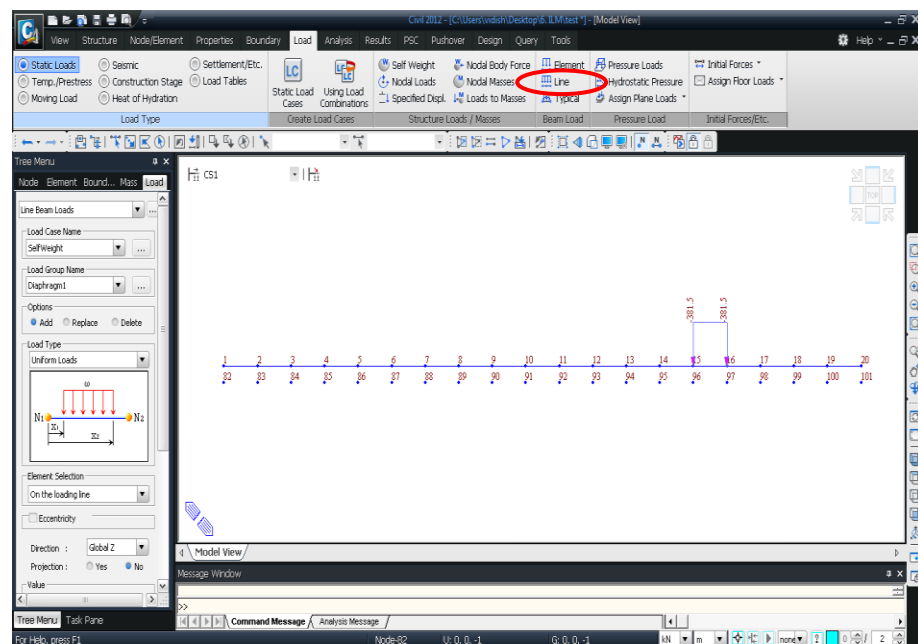 Civil 2012 - [C:\Users\vidish\Desktop\6. ILM\test *] - [Model View]
View Structure Node/Element Properties Boundary Load Analysis Results PSC Pushover Design Query Tools Help
Static Loads Seismic Settlement/Etc.
Temp./Prestress Construction Stage Load Tables
Moving Load Heat of Hydration
Load Type
Static Load Cases
Using Load Combinations
Create Load Cases
Self Weight Nodal Body Force
Nodal Loads Nodal Masses
Specified Displ. Loads to Masses
Structure Loads / Masses
Element
Line
Typical
Beam Load
Pressure Loads
Hydrostatic Pressure
Assign Plane Loads
Pressure Load
Initial Forces
Assign Floor Loads
Initial Forces/Etc.
Tree Menu
Node Element Bound... Mass Load
Line Beam Loads ...
Load Case Name
SelfWeight ...
Load Group Name
Diaphragm1 ...
Options
Add Replace Delete
Load Type
Uniform Loads
ω
N1 N2
X1
X2
Element Selection
On the loading line
Eccentricity
Direction : Global Z
Projection : Yes No
Value
Tree Menu Task Pane
CS1
TOP
-381.5 -381.5
1 2 3 4 5 6 7 8 9 10 11 12 13 14 15 16 17 18 19 20
82 83 84 85 86 87 88 89 90 91 92 93 94 95 96 97 98 99 100 101
Model View
Message Window
>>
Command Message Analysis Message
For Help, press F1 Node-82 U: 0, 0, -1 G: 0, 0, -1 kN m none 0 / 2